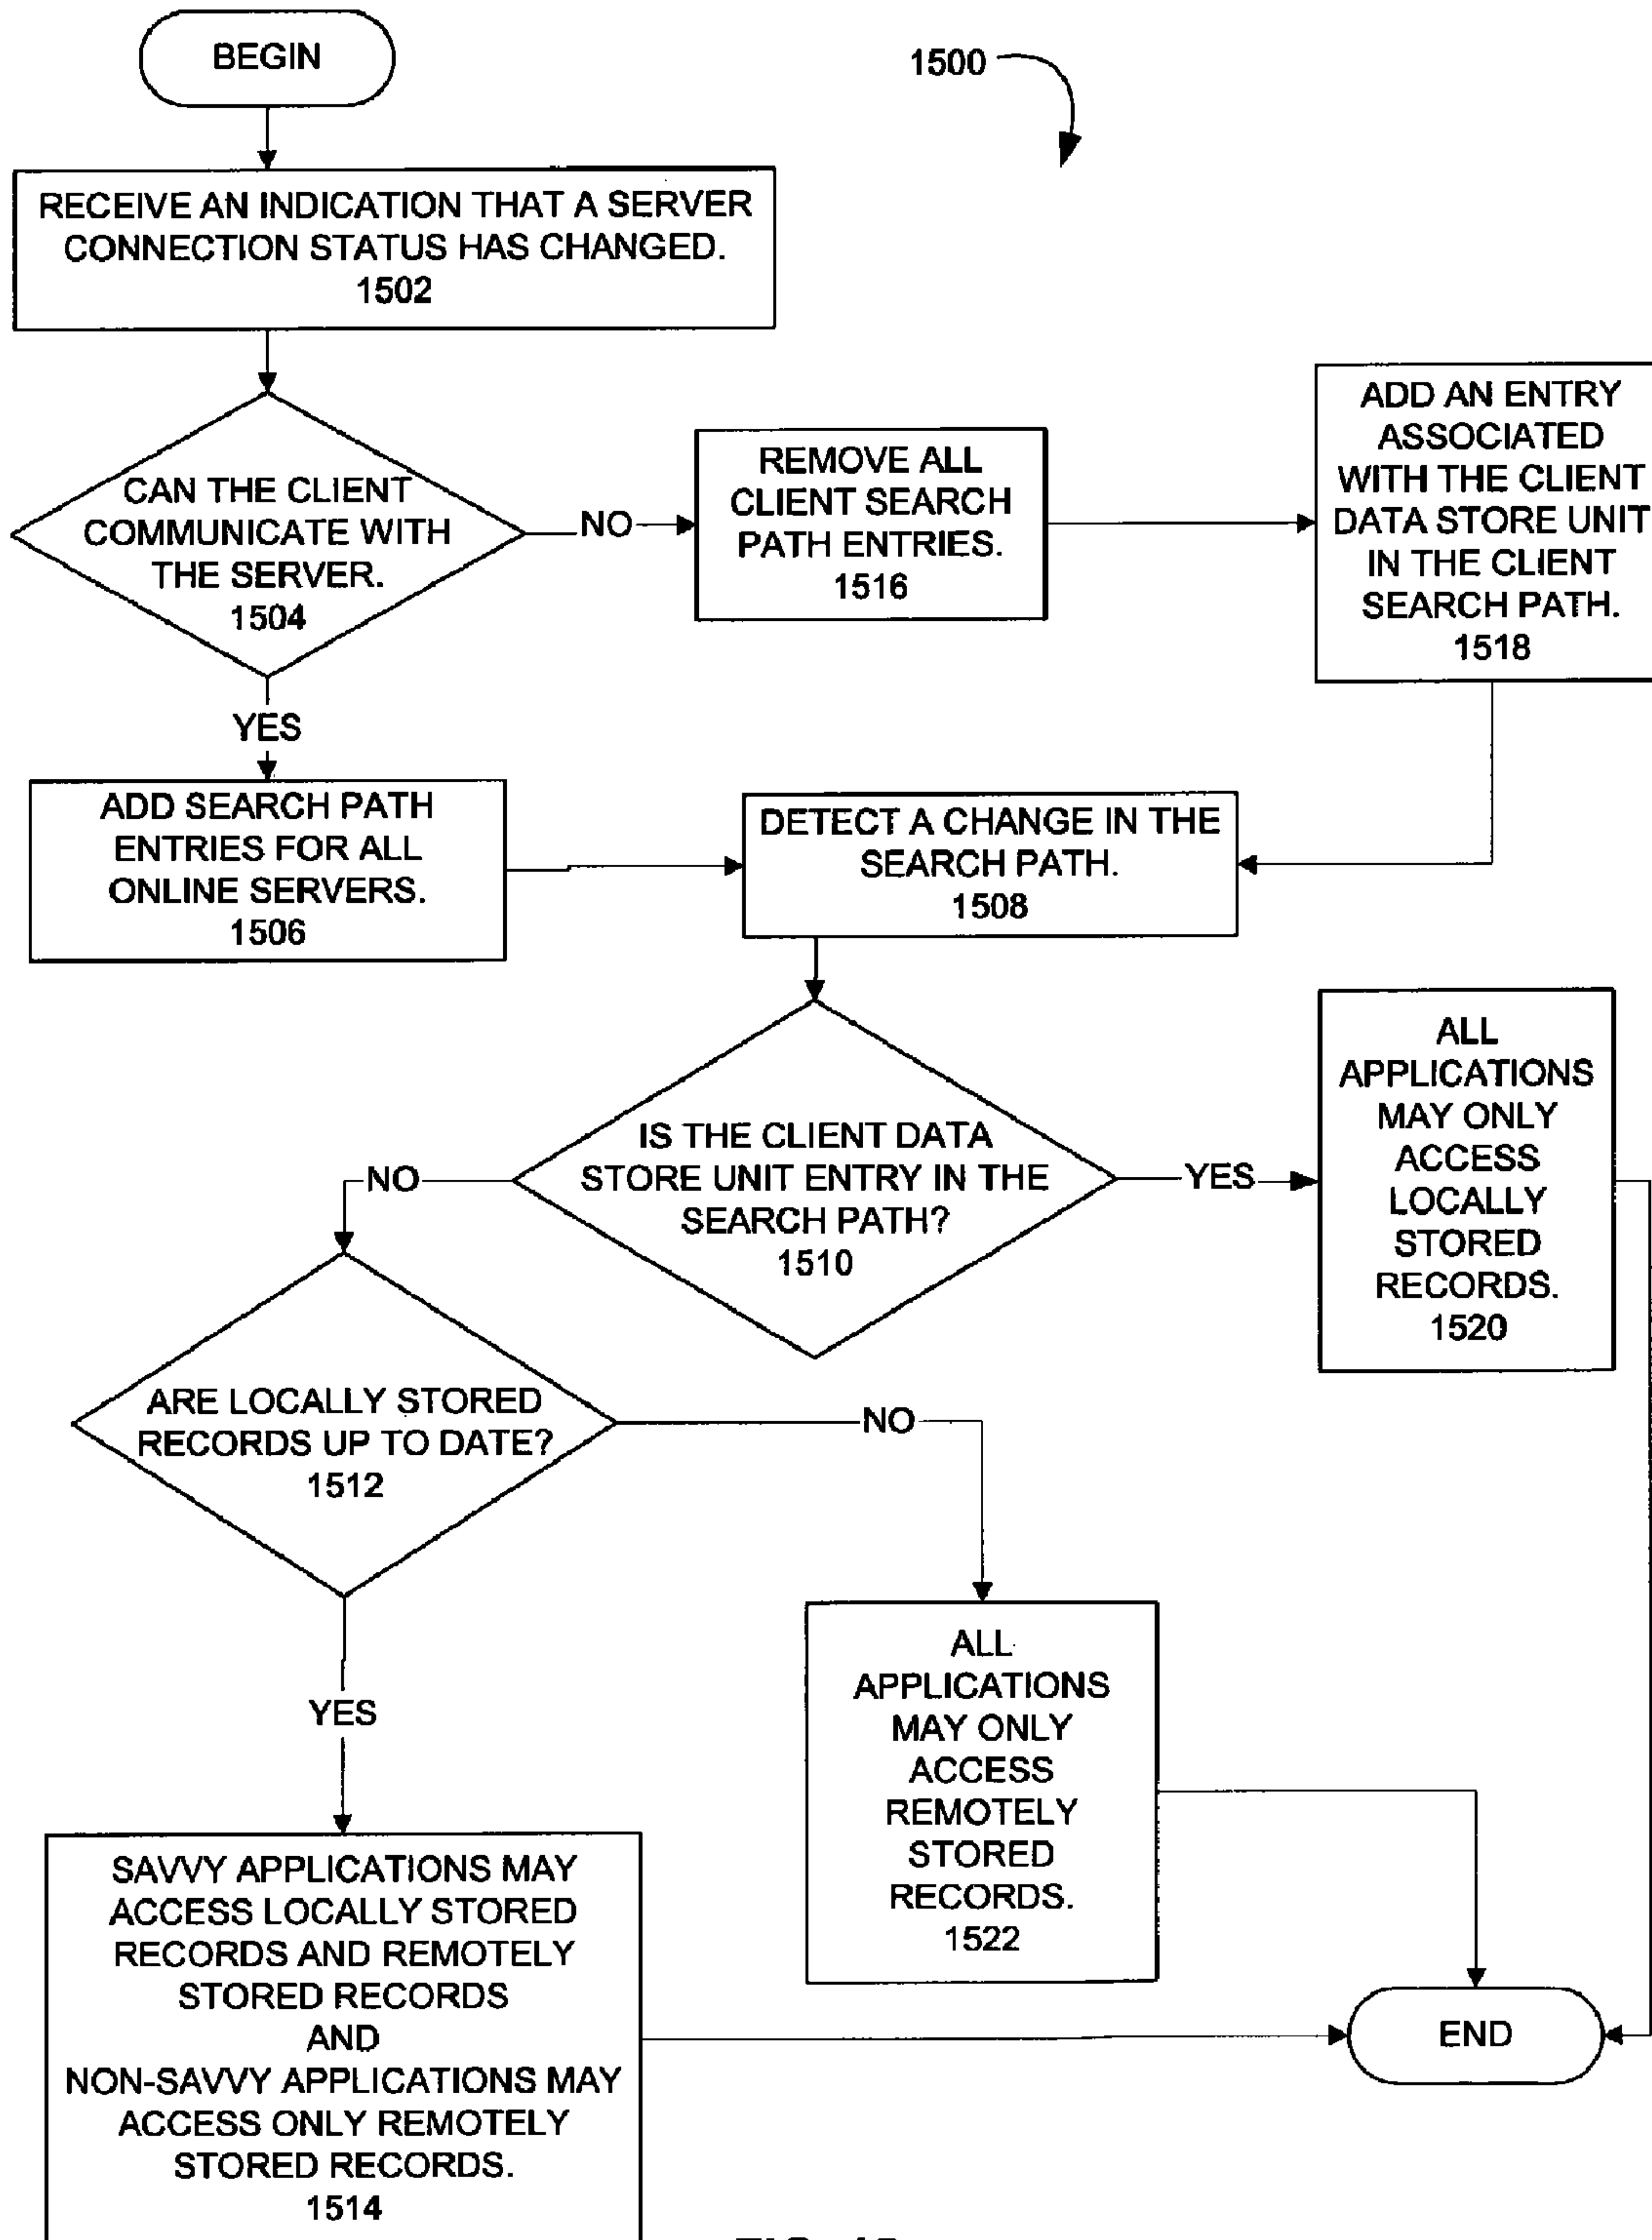 BEGIN
1500
RECEIVE AN INDICATION THAT A SERVER
CONNECTION STATUS HAS CHANGED.
1502
CAN THE CLIENT
COMMUNICATE WITH
THE SERVER.
1504
NO
REMOVE ALL
CLIENT SEARCH
PATH ENTRIES.
1516
ADD AN ENTRY
ASSOCIATED
WITH THE CLIENT
DATA STORE UNIT
IN THE CLIENT
SEARCH PATH.
1518
YES
ADD SEARCH PATH
ENTRIES FOR ALL
ONLINE SERVERS.
1506
DETECT A CHANGE IN THE
SEARCH PATH.
1508
IS THE CLIENT DATA
STORE UNIT ENTRY IN THE
SEARCH PATH?
1510
NO
YES
ALL
APPLICATIONS
MAY ONLY
ACCESS
LOCALLY
STORED
RECORDS.
1520
ARE LOCALLY STORED
RECORDS UP TO DATE?
1512
NO
YES
ALL
APPLICATIONS
MAY ONLY
ACCESS
REMOTELY
STORED
RECORDS.
1522
SAVVY APPLICATIONS MAY
ACCESS LOCALLY STORED
RECORDS AND REMOTELY
STORED RECORDS
AND
NON-SAVVY APPLICATIONS MAY
ACCESS ONLY REMOTELY
STORED RECORDS.
1514
END